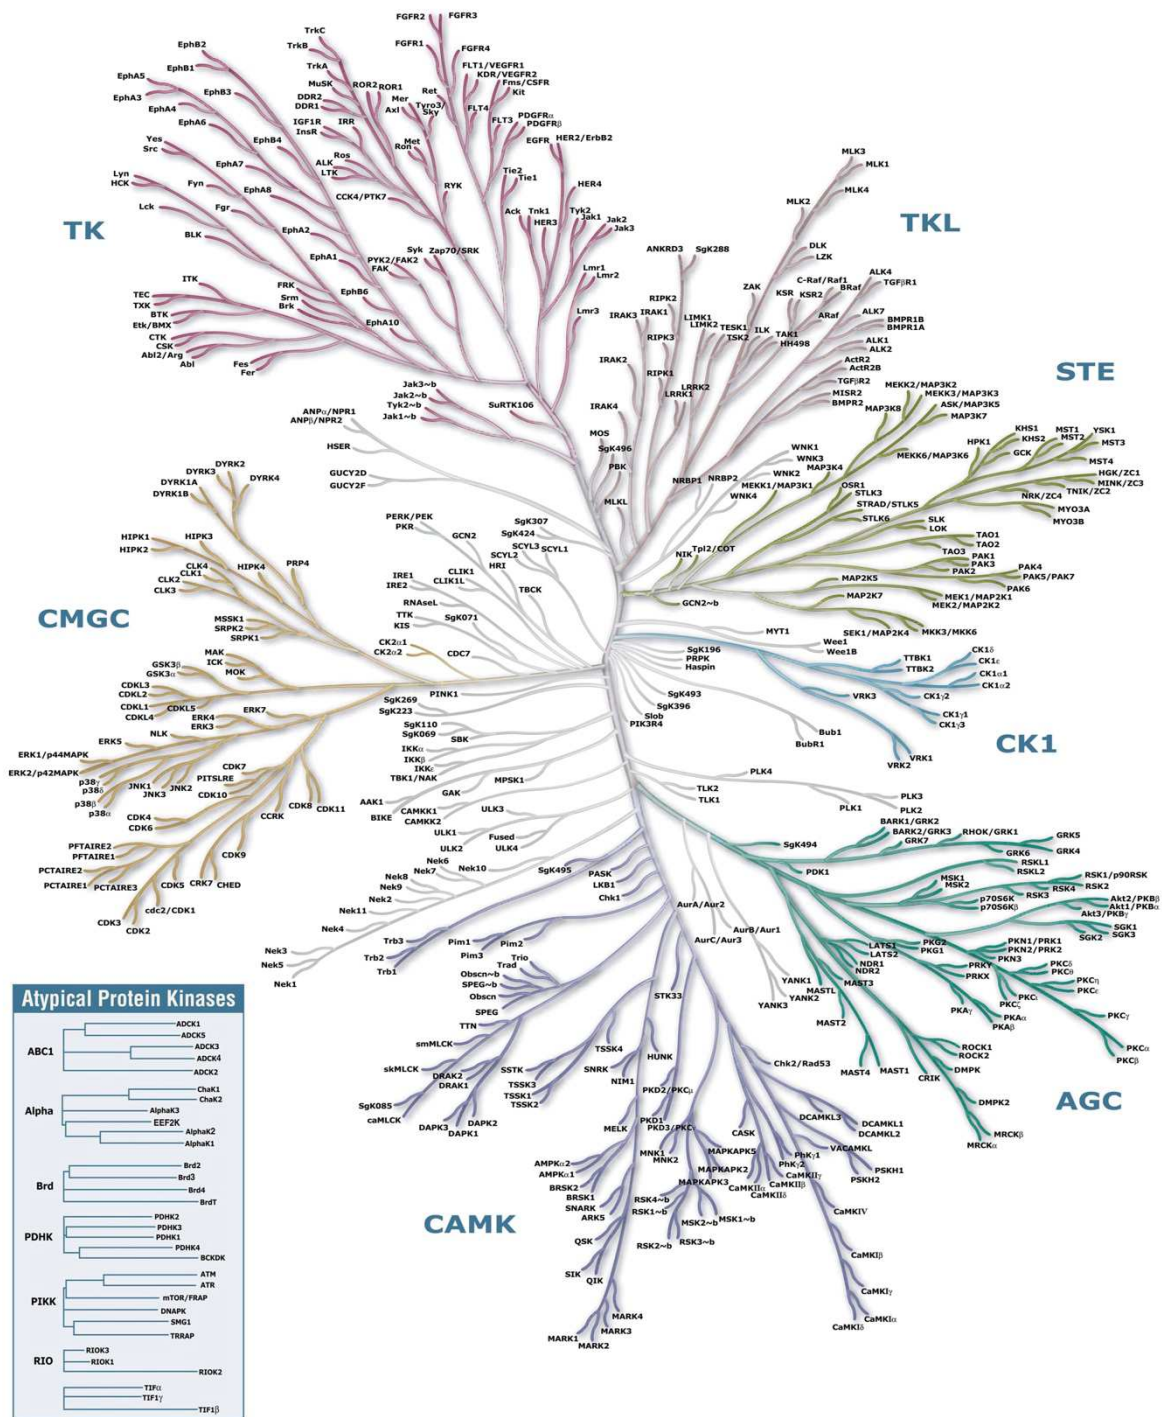 FGFR2
FGFR3
TrkC
EphB2
TrkB
FGFR1
FGFR4
EphB1
TrkA
FLT1/VEGFR1
KDR/VEGFR2
EphA5
MuSK
ROR2
ROR1
Ret
Fms/CSFR
Kit
EphA3
EphB3
DDR2
DDR1
Mer
Axl
Tyro3/
Sky
FLT4
EphA4
IGF1R
IRR
InsR
FLT3
PDGFRα
PDGFRβ
EphA6
EphB4
Met
Ron
EGFR
HER2/ErbB2
Yes
Src
Ros
ALK
LTK
EphA7
Tie2
Tie1
Lyn
HCK
Fyn
EphA8
CCK4/PTK7
RYK
HER4
Lck
Fgr
Ack
Tnk1
HER3
Tyk2
Jak1
Jak2
Jak3
TK
BLK
EphA2
EphA1
Syk
Zap70/SRK
PYK2/FAK2
FAK
Lmr1
Lmr2
ITK
FRK
Srm
Brk
EphB6
Lmr3
TEC
TXK
BTK
Etk/BMX
EphA10
CTK
CSK
Abl2/Arg
Abl
Fes
Fer
Jak3~b
Jak2~b
Tyk2~b
Jak1~b
SuRTK106
MLK3
MLK1
MLK4
MLK2
TKL
ANKRD3
SgK288
DLK
LZK
C-Raf/Raf1
BRaf
ALK4
TGFβR1
ZAK
KSR
KSR2
RIPK2
IRAK3
IRAK1
LIMK1
LIMK2
TESK1
TSK2
ILK
TAK1
HH498
ARaf
ALK7
BMPR1B
BMPR1A
RIPK3
ALK1
ALK2
IRAK2
RIPK1
LRRK2
LRRK1
ActR2
ActR2B
TGFβR2
MISR2
BMPR2
IRAK4
STE
MEKK2/MAP3K2
MEKK3/MAP3K3
ASK/MAP3K5
MAP3K7
MAP3K8
MOS
SgK496
PBK
WNK1
WNK3
WNK2
WNK4
NRBP1
NRBP2
MLKL
MEKK6/MAP3K6
MAP3K4
MEKK1/MAP3K1
HPK1
KHS1
KHS2
GCK
MST1
MST2
YSK1
MST3
MST4
HGK/ZC1
MINK/ZC3
TNIK/ZC2
NRK/ZC4
MYO3A
MYO3B
OSR1
STLK3
STRAD/STLK5
STLK6
SLK
LOK
TAO1
TAO2
TAO3
NIK
Tpl2/COT
PAK1
PAK3
PAK2
PAK4
PAK5/PAK7
PAK6
MAP2K5
MAP2K7
MEK1/MAP2K1
MEK2/MAP2K2
GCN2~b
SEK1/MAP2K4
MKK3/MKK6
ANPα/NPR1
ANPβ/NPR2
HSER
GUCY2D
GUCY2F
PERK/PEK
PKR
GCN2
SgK307
SgK424
SCYL3
SCYL2
SCYL1
HRI
CLIK1
CLIK1L
TBCK
IRE1
IRE2
RNAseL
TTK
KIS
SgK071
CK2α1
CK2α2
CDC7
DYRK2
DYRK3
DYRK1A
DYRK4
DYRK1B
HIPK1
HIPK3
HIPK2
CLK4
CLK1
HIPK4
PRP4
CLK2
CLK3
CMGC
MSSK1
SRPK2
SRPK1
MAK
ICK
MOK
GSK3β
GSK3α
CDKL3
CDKL2
CDKL1
CDKL5
CDKL4
ERK7
ERK4
ERK3
NLK
ERK5
ERK1/p44MAPK
ERK2/p42MAPK
p38γ
p38δ
p38β
p38α
JNK1
JNK3
JNK2
CDK7
PITSLRE
CDK10
CDK4
CDK6
CCRK
CDK8
CDK11
PFTAIRE2
PFTAIRE1
CDK9
PCTAIRE2
PCTAIRE1
PCTAIRE3
CDK5
CRK7
CHED
cdc2/CDK1
CDK3
CDK2
PINK1
SgK269
SgK223
SgK110
SgK069
SBK
IKKα
IKKβ
IKKε
TBK1/NAK
MPSK1
GAK
AAK1
BIKE
CAMKK1
CAMKK2
ULK3
ULK1
ULK2
Fused
ULK4
Nek6
Nek7
Nek10
Nek8
Nek9
Nek2
Nek11
Nek4
Nek3
Nek5
Nek1
MYT1
Wee1
Wee1B
SgK196
PRPK
Haspin
SgK493
SgK396
Slob
PIK3R4
Bub1
BubR1
PLK4
PLK3
PLK1
PLK2
TLK2
TLK1
TTBK1
TTBK2
CK1δ
CK1ε
CK1α1
CK1α2
CK1γ2
CK1γ1
CK1γ3
VRK3
VRK1
VRK2
CK1
SgK494
PDK1
BARK1/GRK2
BARK2/GRK3
RHOK/GRK1
GRK7
GRK5
GRK6
GRK4
RSKL1
RSKL2
MSK1
MSK2
RSK1/p90RSK
RSK2
RSK4
RSK3
p70S6K
p70S6Kβ
Akt2/PKBβ
Akt1/PKBα
Akt3/PKBγ
SGK1
SGK3
SGK2
LATS1
LATS2
NDR1
NDR2
PKG2
PKG1
PKN1/PRK1
PKN2/PRK2
PKN3
PRKY
PRKX
PKCδ
PKCθ
PKCη
PKCε
PKCι
PKCζ
PKAγ
PKAα
PKAβ
PKCγ
PKCα
PKCβ
MASTL
MAST3
MAST2
MAST4
MAST1
YANK1
YANK2
YANK3
ROCK1
ROCK2
DMPK
CRIK
DMPK2
MRCKβ
MRCKα
AGC
AurA/Aur2
AurB/Aur1
AurC/Aur3
SgK495
PASK
LKB1
Chk1
Trb3
Trb2
Trb1
Pim1
Pim2
Pim3
Trio
Trad
Obscn~b
SPEG~b
Obscn
SPEG
STK33
TTN
smMLCK
skMLCK
DRAK2
DRAK1
SgK085
caMLCK
DAPK3
DAPK2
DAPK1
TSSK4
SSTK
TSSK3
TSSK1
TSSK2
SNRK
HUNK
NIM1
Chk2/Rad53
PKD2/PKCμ
PKD1
PKD3/PKC
MELK
MNK1
MNK2
CASK
DCAMKL3
DCAMKL1
DCAMKL2
VACAMKL
PhKγ1
PhKγ2
PSKH1
PSKH2
MAPKAPK5
MAPKAPK2
MAPKAPK3
CaMKIIγ
CaMKIIα
CaMKIIβ
CaMKIIδ
AMPKα2
AMPKα1
BRSK2
BRSK1
SNARK
ARK5
RSK4~b
RSK1~b
MSK2~b
MSK1~b
RSK2~b
RSK3~b
CAMK
QSK
SIK
QIK
CaMKIV
CaMKIβ
CaMKIγ
CaMKIα
CaMKIδ
MARK4
MARK3
MARK1
MARK2
Atypical Protein Kinases
ABC1
ADCK1
ADCK5
ADCK3
ADCK4
ADCK2
Alpha
ChaK1
ChaK2
AlphaK3
EEF2K
AlphaK2
AlphaK1
Brd
Brd2
Brd3
Brd4
BrdT
PDHK
PDHK2
PDHK3
PDHK1
PDHK4
BCKDK
PIKK
ATM
ATR
mTOR/FRAP
DNAPK
SMG1
TRRAP
RIO
RIOK3
RIOK1
RIOK2
TIFα
TIF1γ
TIF1β